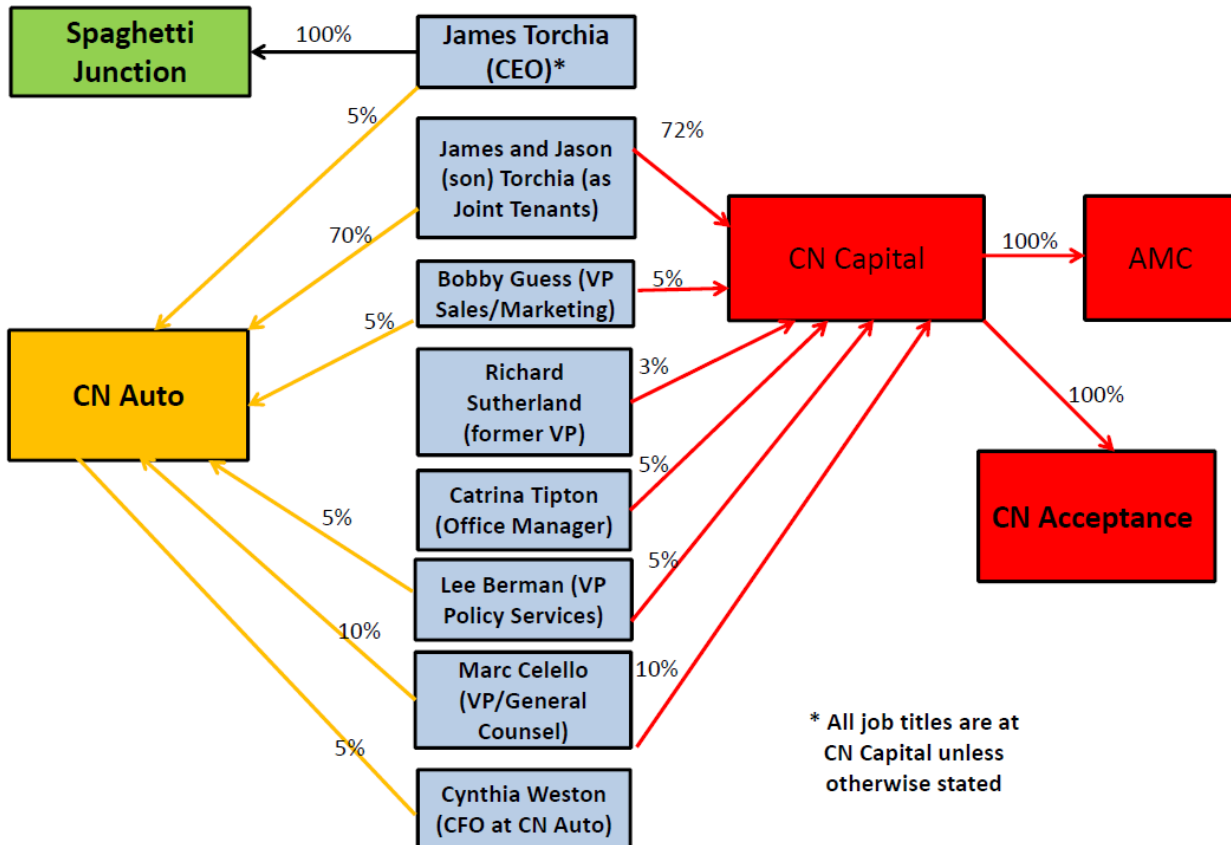 Spaghetti
Junction
100%
James Torchia
(CEO)*
5%
James and Jason
(son) Torchia (as
Joint Tenants)
72%
70%
CN Capital
100%
AMC
Bobby Guess (VP
Sales/Marketing)
5%
5%
CN Auto
Richard
Sutherland
(former VP)
3%
100%
Catrina Tipton
(Office Manager)
5%
CN Acceptance
5%
Lee Berman (VP
Policy Services)
5%
10%
Marc Celello
(VP/General
Counsel)
10%
5%
Cynthia Weston
(CFO at CN Auto)
* All job titles are at
CN Capital unless
otherwise stated